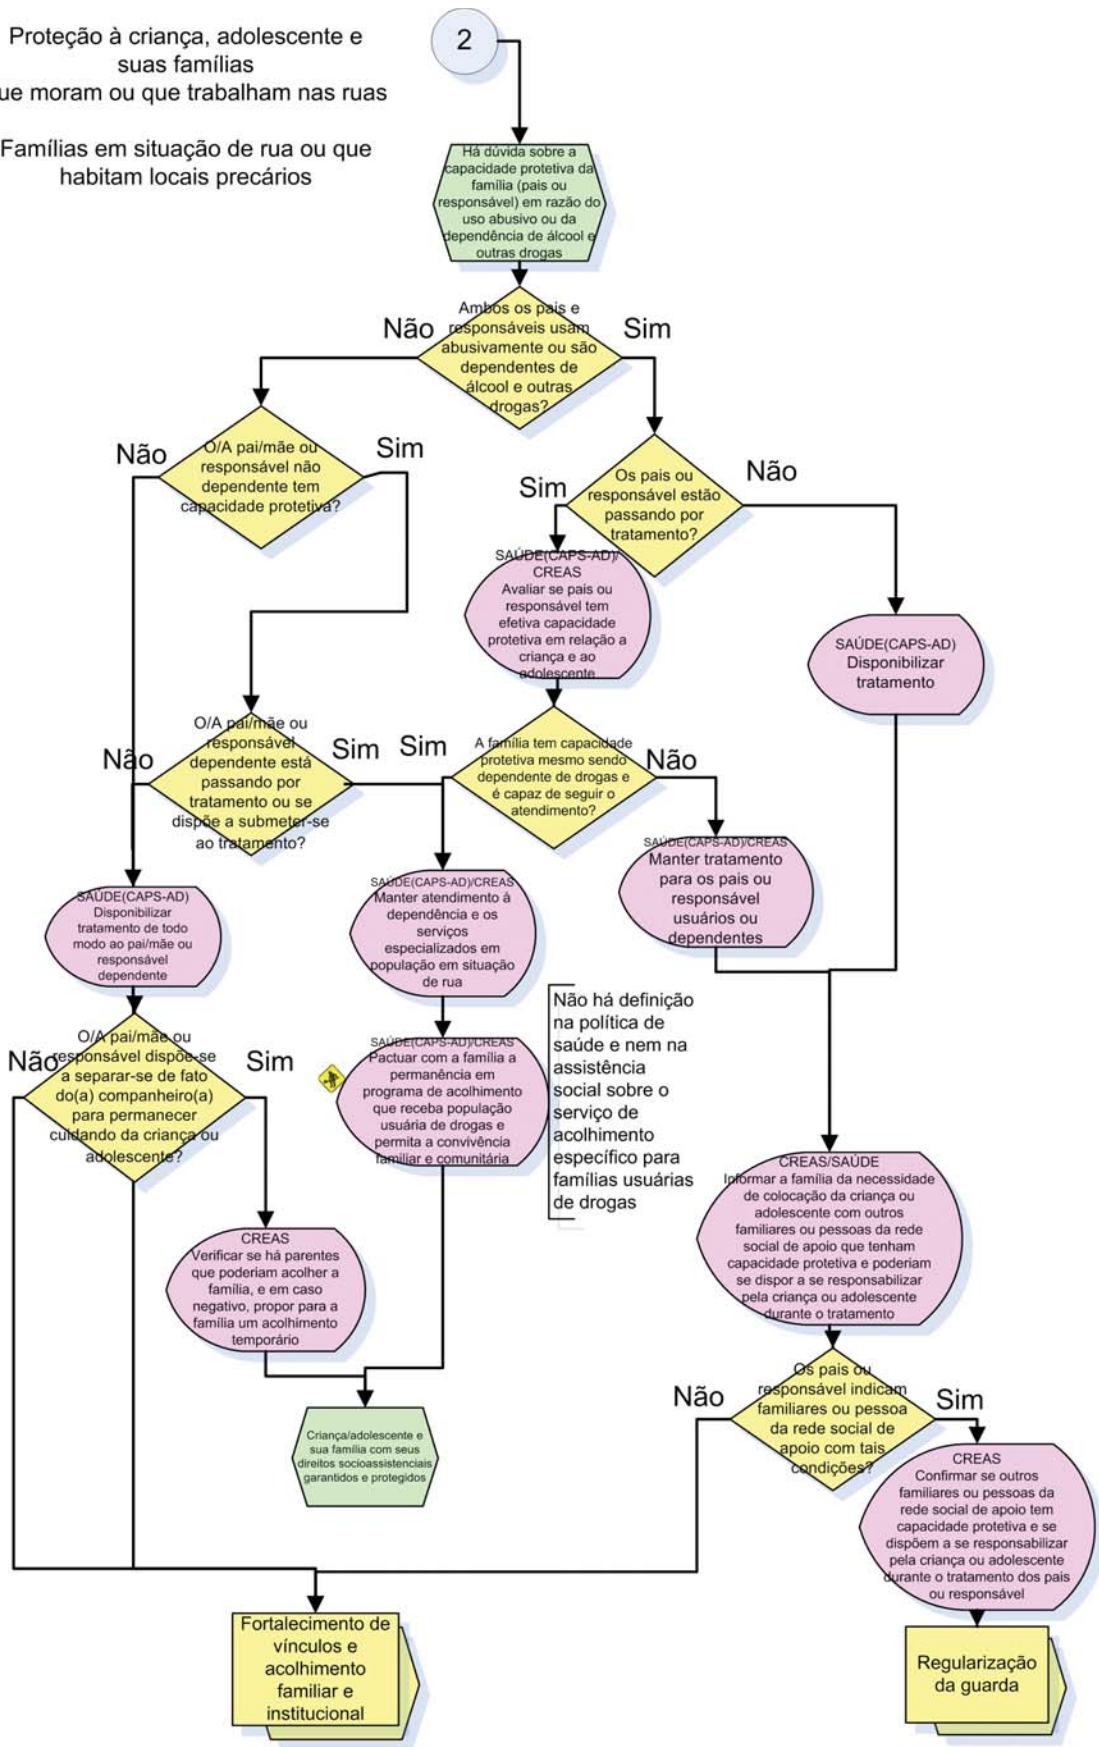 Proteção à criança, adolescente e
suas famílias
ue moram ou que trabalham nas ruas
Famílias em situação de rua ou que
habitam locais precários
2
Há dúvida sobre a
capacidade protetiva da
família (pais ou
responsável) em razão do
uso abusivo ou da
dependência de álcool e
outras drogas
Ambos os pais e
responsáveis usam
abusivamente ou são
dependentes de
álcool e outras
drogas?
Não
Sim
O/A pai/mãe ou
responsável não
dependente tem
capacidade protetiva?
Não
Sim
Os pais ou
responsável estão
passando por
tratamento?
Sim
Não
SAÚDE(CAPS-AD)/
CREAS
Avaliar se pais ou
responsável tem
efetiva capacidade
protetiva em relação a
criança e ao
adolescente
SAÚDE(CAPS-AD)
Disponibilizar
tratamento
O/A pai/mãe ou
responsável
dependente está
passando por
tratamento ou se
dispõe a submeter-se
ao tratamento?
Não
Sim
Sim
A família tem capacidade
protetiva mesmo sendo
dependente de drogas e
é capaz de seguir o
atendimento?
Não
SAÚDE(CAPS-AD)/CREAS
Manter tratamento
para os pais ou
responsável
usuários ou
dependentes
SAÚDE(CAPS-AD)
Disponibilizar
tratamento de todo
modo ao pai/mãe ou
responsável
dependente
SAÚDE(CAPS-AD)/CREAS
Manter atendimento à
dependência e os
serviços
especializados em
população em situação
de rua
Não há definição
na política de
saúde e nem na
assistência
social sobre o
serviço de
acolhimento
específico para
famílias usuárias
de drogas
O/A pai/mãe ou
responsável dispõe-se
a separar-se de fato
do(a) companheiro(a)
para permanecer
cuidando da criança ou
adolescente?
Não
Sim
SAÚDE(CAPS-AD)/CREAS
Pactuar com a família a
permanência em
programa de acolhimento
que receba população
usuária de drogas e
permita a convivência
familiar e comunitária
CREAS/SAÚDE
Informar a família da necessidade
de colocação da criança ou
adolescente com outros
familiares ou pessoas da rede
social de apoio que tenham
capacidade protetiva e poderiam
se dispor a se responsabilizar
pela criança ou adolescente
durante o tratamento
CREAS
Verificar se há parentes
que poderiam acolher a
família, e em caso
negativo, propor para a
família um acolhimento
temporário
Os pais ou
responsável indicam
familiares ou pessoa
da rede social de
apoio com tais
condições?
Não
Sim
Criança/adolescente e
sua família com seus
direitos socioassistenciais
garantidos e protegidos
CREAS
Confirmar se outros
familiares ou pessoas da
rede social de apoio tem
capacidade protetiva e se
dispõem a se responsabilizar
pela criança ou adolescente
durante o tratamento dos pais
ou responsável
Fortalecimento de
vínculos e
acolhimento
familiar e
institucional
Regularização
da guarda